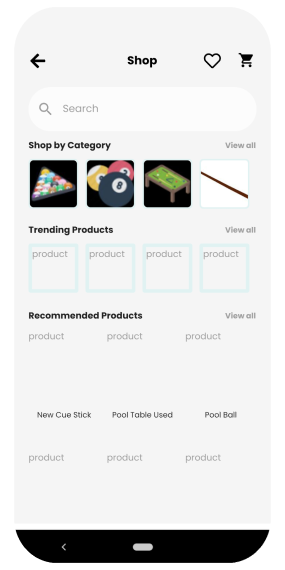 Shop
Search
Shop by Category View all
8
Trending Products View all
product product product product
Recommended Products View all
product product product
New Cue Stick Pool Table Used Pool Ball
product product product